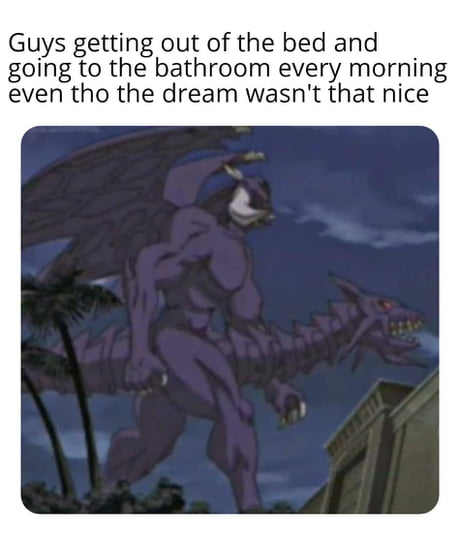 Guys getting out of the bed and
going to the bathroom every morning
even tho the dream wasn't that nice